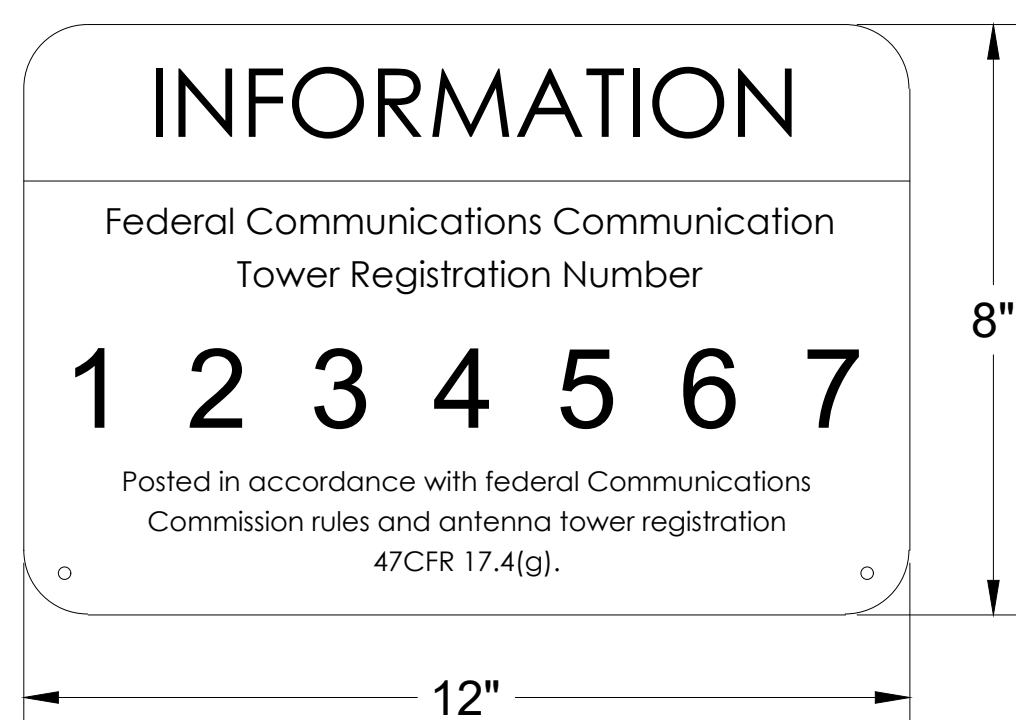 INFORMATION
Federal Communications Communication
Tower Registration Number
1 2 3 4 5 6 7
8"
Posted in accordance with federal Communications
Commission rules and antenna tower registration
47CFR 17.4(g).
12"